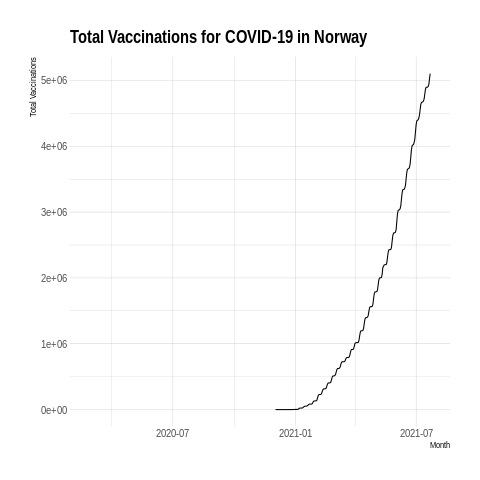 Total Vaccinations for COVID-19 in Norway
Total Vaccinations
5e+06
4e+06
3e+06
2e+06
1e+06
0e+00
2020-07 2021-01 2021-07
Month